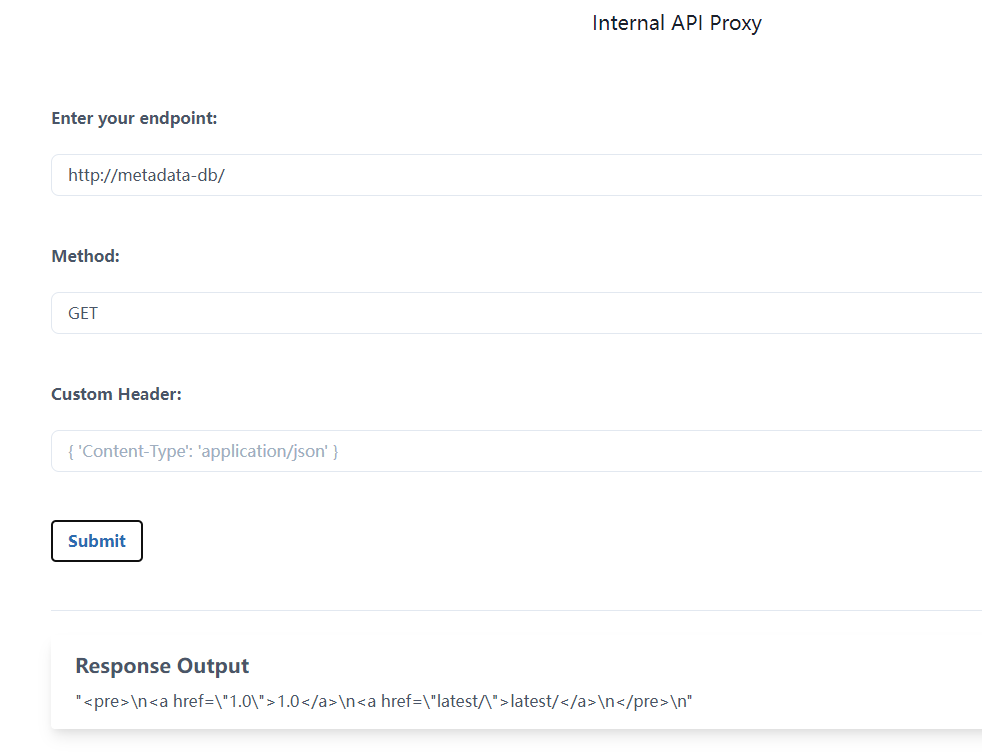 Internal API Proxy
Enter your endpoint:
http://metadata-db/
Method:
GET
Custom Header:
{ 'Content-Type': 'application/json' }
Submit
Response Output
"<pre>\n<a href=\"1.0\">1.0</a>\n<a href=\"latest/\">latest/</a>\n</pre>\n"